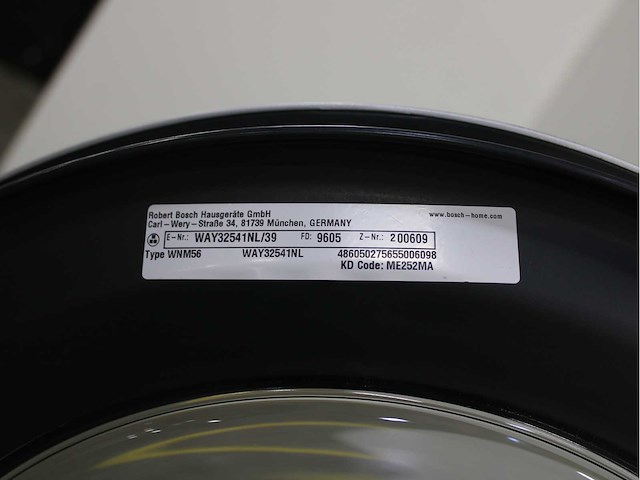 Robert Bosch Hausgeräte GmbH www.bosch-home.com
Carl-Wery-Straße 34, 81739 München, GERMANY
E-Nr.: WAY32541NL/39 FD: 9605 Z-Nr.: 200609
Type WNM56 WAY32541NL 486050275655006098
KD Code: ME252MA